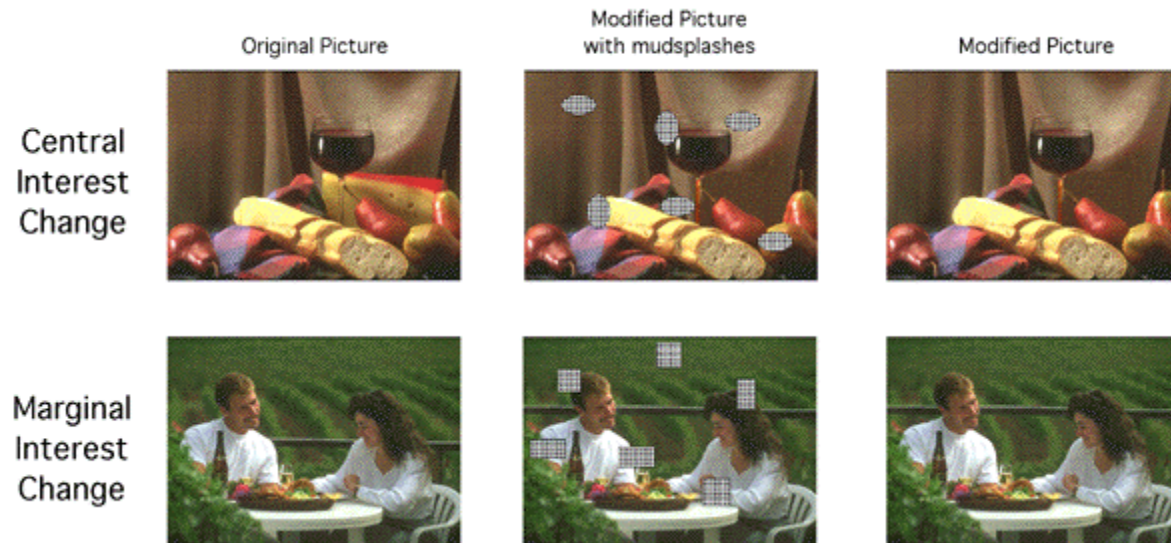 Original Picture
Modified Picture
with mudsplashes
Modified Picture
Central
Interest
Change
Marginal
Interest
Change